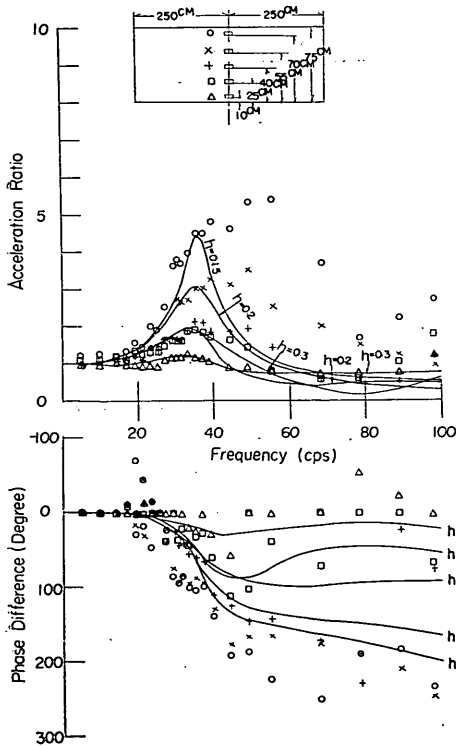 250CM 250CM
75CM
70CM
40CM
25CM
10CM
10
5
0
Acceleration Ratio
h=0.15
h=0.2
h=0.3
h=0.2 h=0.3
20 40 60 80 100
Frequency (cps)
-100
0
100
200
300
Phase Difference (Degree)
h
h
h
h
h